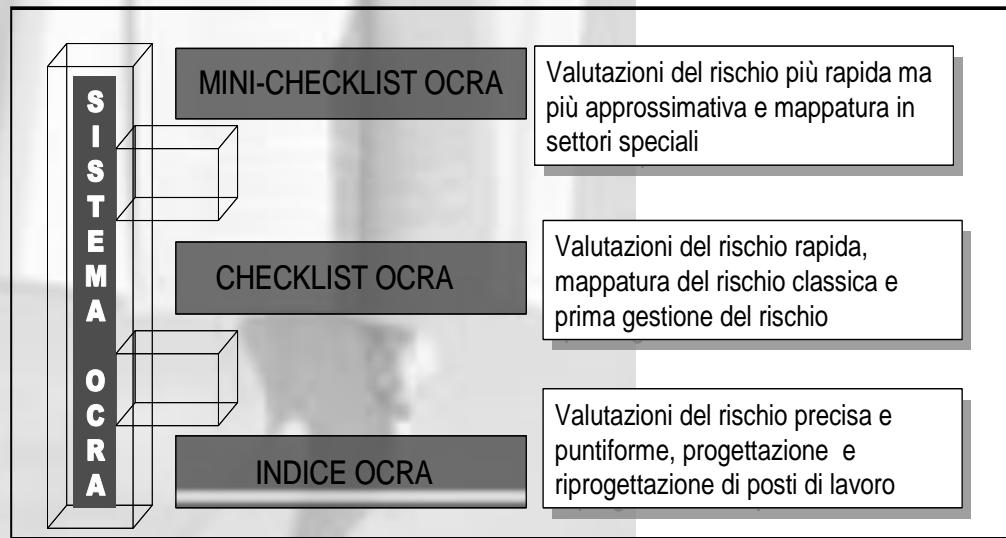 SISTEMA OCRA
MINI-CHECKLIST OCRA
Valutazioni del rischio più rapida ma
più approssimativa e mappatura in
settori speciali
CHECKLIST OCRA
Valutazioni del rischio rapida,
mappatura del rischio classica e
prima gestione del rischio
INDICE OCRA
Valutazioni del rischio precisa e
puntiforme, progettazione e
riprogettazione di posti di lavoro